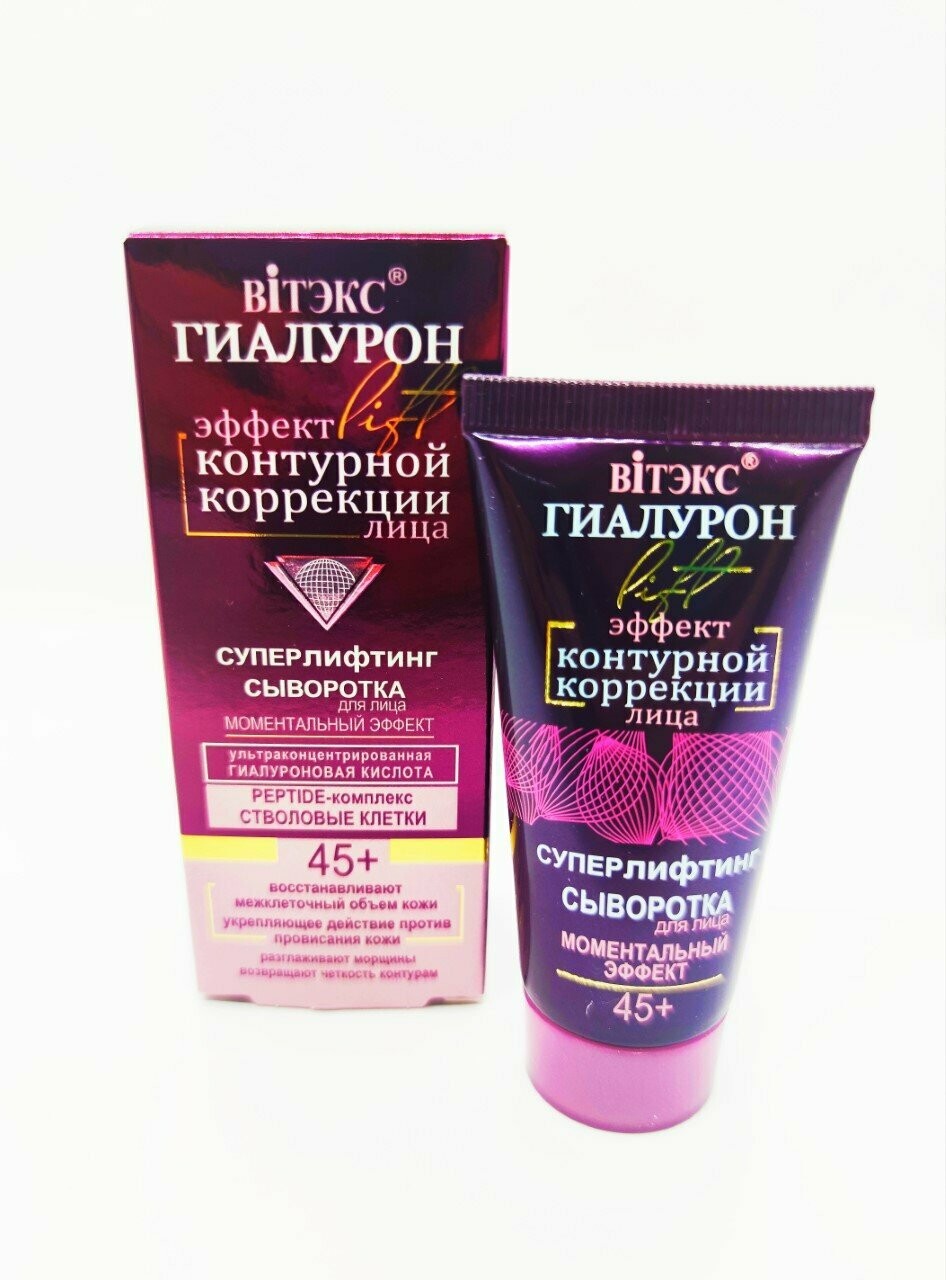 ВіТЭКС®
ГИАЛУРОН
lift
эффект
контурной
коррекции
лица
СУПЕРЛИФТИНГ
СЫВОРОТКА
для лица
МОМЕНТАЛЬНЫЙ ЭФФЕКТ
ультраконцентрированная
ГИАЛУРОНОВАЯ КИСЛОТА
PEPTIDE-комплекс
СТВОЛОВЫЕ КЛЕТКИ
45+
восстанавливают
межклеточный объем кожи
укрепляющее действие против
провисания кожи
разглаживают морщины
возвращают четкость контурам
ВіТЭКС®
ГИАЛУРОН
lift
эффект
контурной
коррекции
лица
СУПЕРЛИФТИНГ
СЫВОРОТКА
для лица
МОМЕНТАЛЬНЫЙ
ЭФФЕКТ
45+